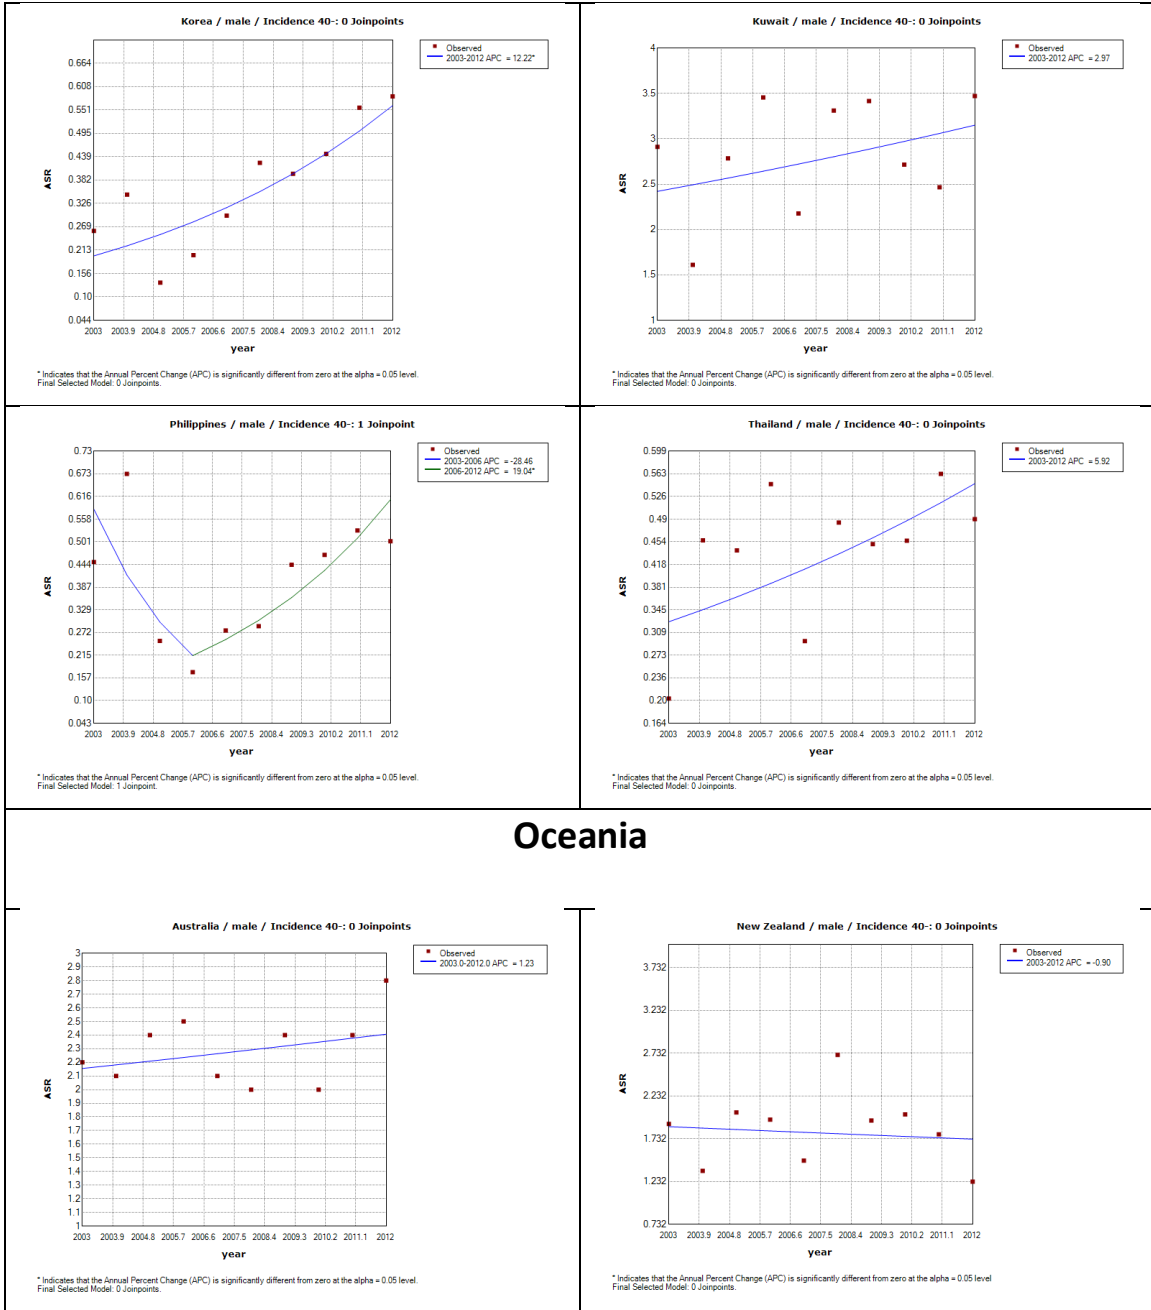 Korea / male / Incidence 40-: 0 Joinpoints
Observed
2003-2012 APC = 12.22*
0.664
0.608
0.551
0.495
0.439
0.382
0.326
0.269
0.213
0.156
0.10
0.044
ASR
2003 2003.9 2004.8 2005.7 2006.6 2007.5 2008.4 2009.3 2010.2 2011.1 2012
year
* Indicates that the Annual Percent Change (APC) is significantly different from zero at the alpha = 0.05 level.
Final Selected Model: 0 Joinpoints.
Kuwait / male / Incidence 40-: 0 Joinpoints
Observed
2003-2012 APC = 2.97
4
3.5
3
2.5
2
1.5
1
ASR
2003 2003.9 2004.8 2005.7 2006.6 2007.5 2008.4 2009.3 2010.2 2011.1 2012
year
* Indicates that the Annual Percent Change (APC) is significantly different from zero at the alpha = 0.05 level.
Final Selected Model: 0 Joinpoints.
Philippines / male / Incidence 40-: 1 Joinpoint
Observed
2003-2006 APC = -28.46
2006-2012 APC = 19.04*
0.73
0.673
0.616
0.558
0.501
0.444
0.387
0.329
0.272
0.215
0.157
0.10
0.043
ASR
2003 2003.9 2004.8 2005.7 2006.6 2007.5 2008.4 2009.3 2010.2 2011.1 2012
year
* Indicates that the Annual Percent Change (APC) is significantly different from zero at the alpha = 0.05 level.
Final Selected Model: 1 Joinpoint.
Thailand / male / Incidence 40-: 0 Joinpoints
Observed
2003-2012 APC = 5.92
0.599
0.563
0.526
0.49
0.454
0.418
0.381
0.345
0.309
0.273
0.236
0.20
0.164
ASR
2003 2003.9 2004.8 2005.7 2006.6 2007.5 2008.4 2009.3 2010.2 2011.1 2012
year
* Indicates that the Annual Percent Change (APC) is significantly different from zero at the alpha = 0.05 level.
Final Selected Model: 0 Joinpoints.
Oceania
Australia / male / Incidence 40-: 0 Joinpoints
Observed
2003.0-2012.0 APC = 1.23
3
2.9
2.8
2.7
2.6
2.5
2.4
2.3
2.2
2.1
2
1.9
1.8
1.7
1.6
1.5
1.4
1.3
1.2
1.1
1
ASR
2003 2003.9 2004.8 2005.7 2006.6 2007.5 2008.4 2009.3 2010.2 2011.1 2012
year
* Indicates that the Annual Percent Change (APC) is significantly different from zero at the alpha = 0.05 level.
Final Selected Model: 0 Joinpoints.
New Zealand / male / Incidence 40-: 0 Joinpoints
Observed
2003-2012 APC = -0.90
3.732
3.232
2.732
2.232
1.732
1.232
0.732
ASR
2003 2003.9 2004.8 2005.7 2006.6 2007.5 2008.4 2009.3 2010.2 2011.1 2012
year
* Indicates that the Annual Percent Change (APC) is significantly different from zero at the alpha = 0.05 level
Final Selected Model: 0 Joinpoints.